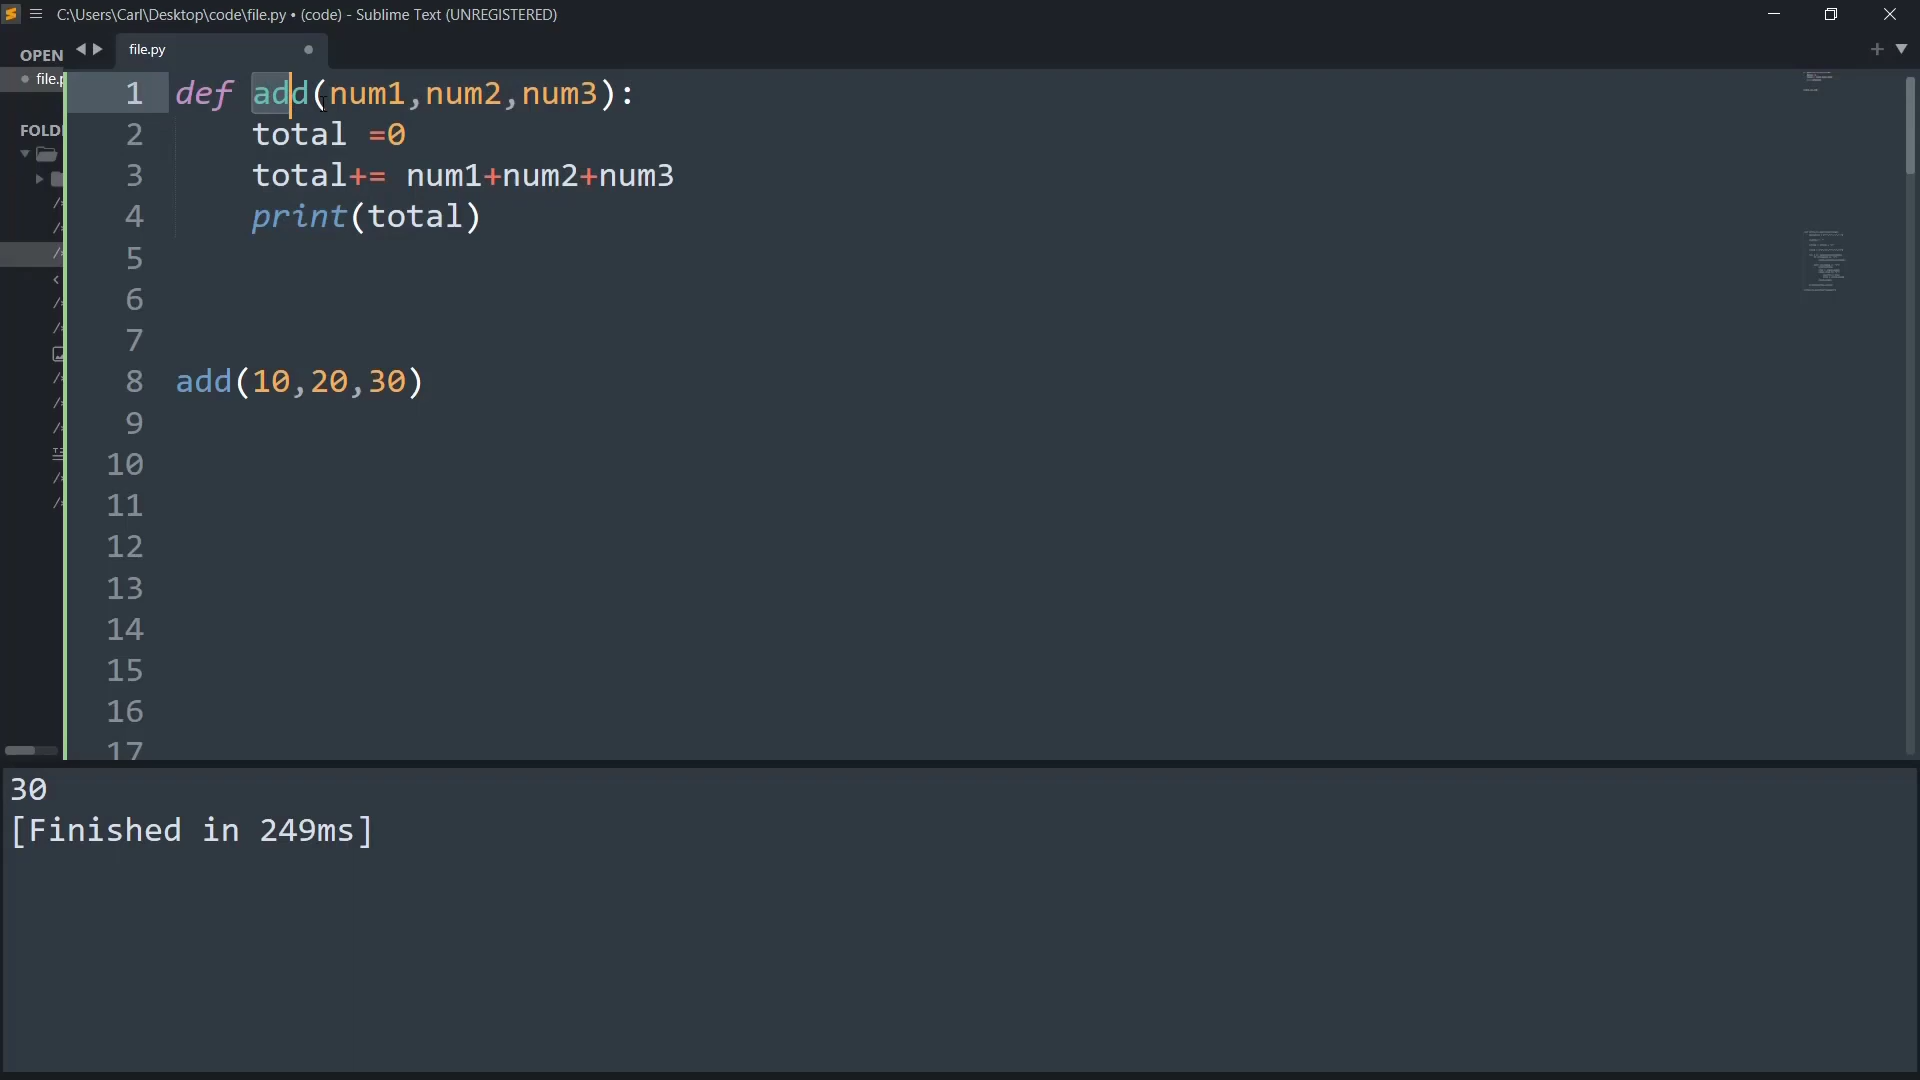 C:\Users\Carl\Desktop\code\file.py • (code) - Sublime Text (UNREGISTERED)
OPEN
file.py
file.p
FOLD
1 def add(num1,num2,num3):
2 total =0
3 total+= num1+num2+num3
4 print(total)
5
6
7
8 add(10,20,30)
9
10
11
12
13
14
15
16
17
30
[Finished in 249ms]